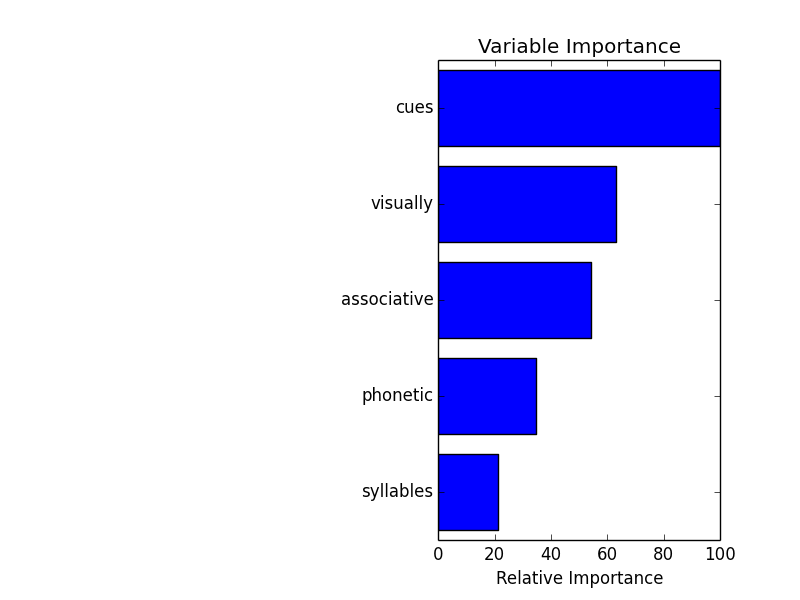 Variable Importance
cues
visually
associative
phonetic
syllables
0 20 40 60 80 100
Relative Importance